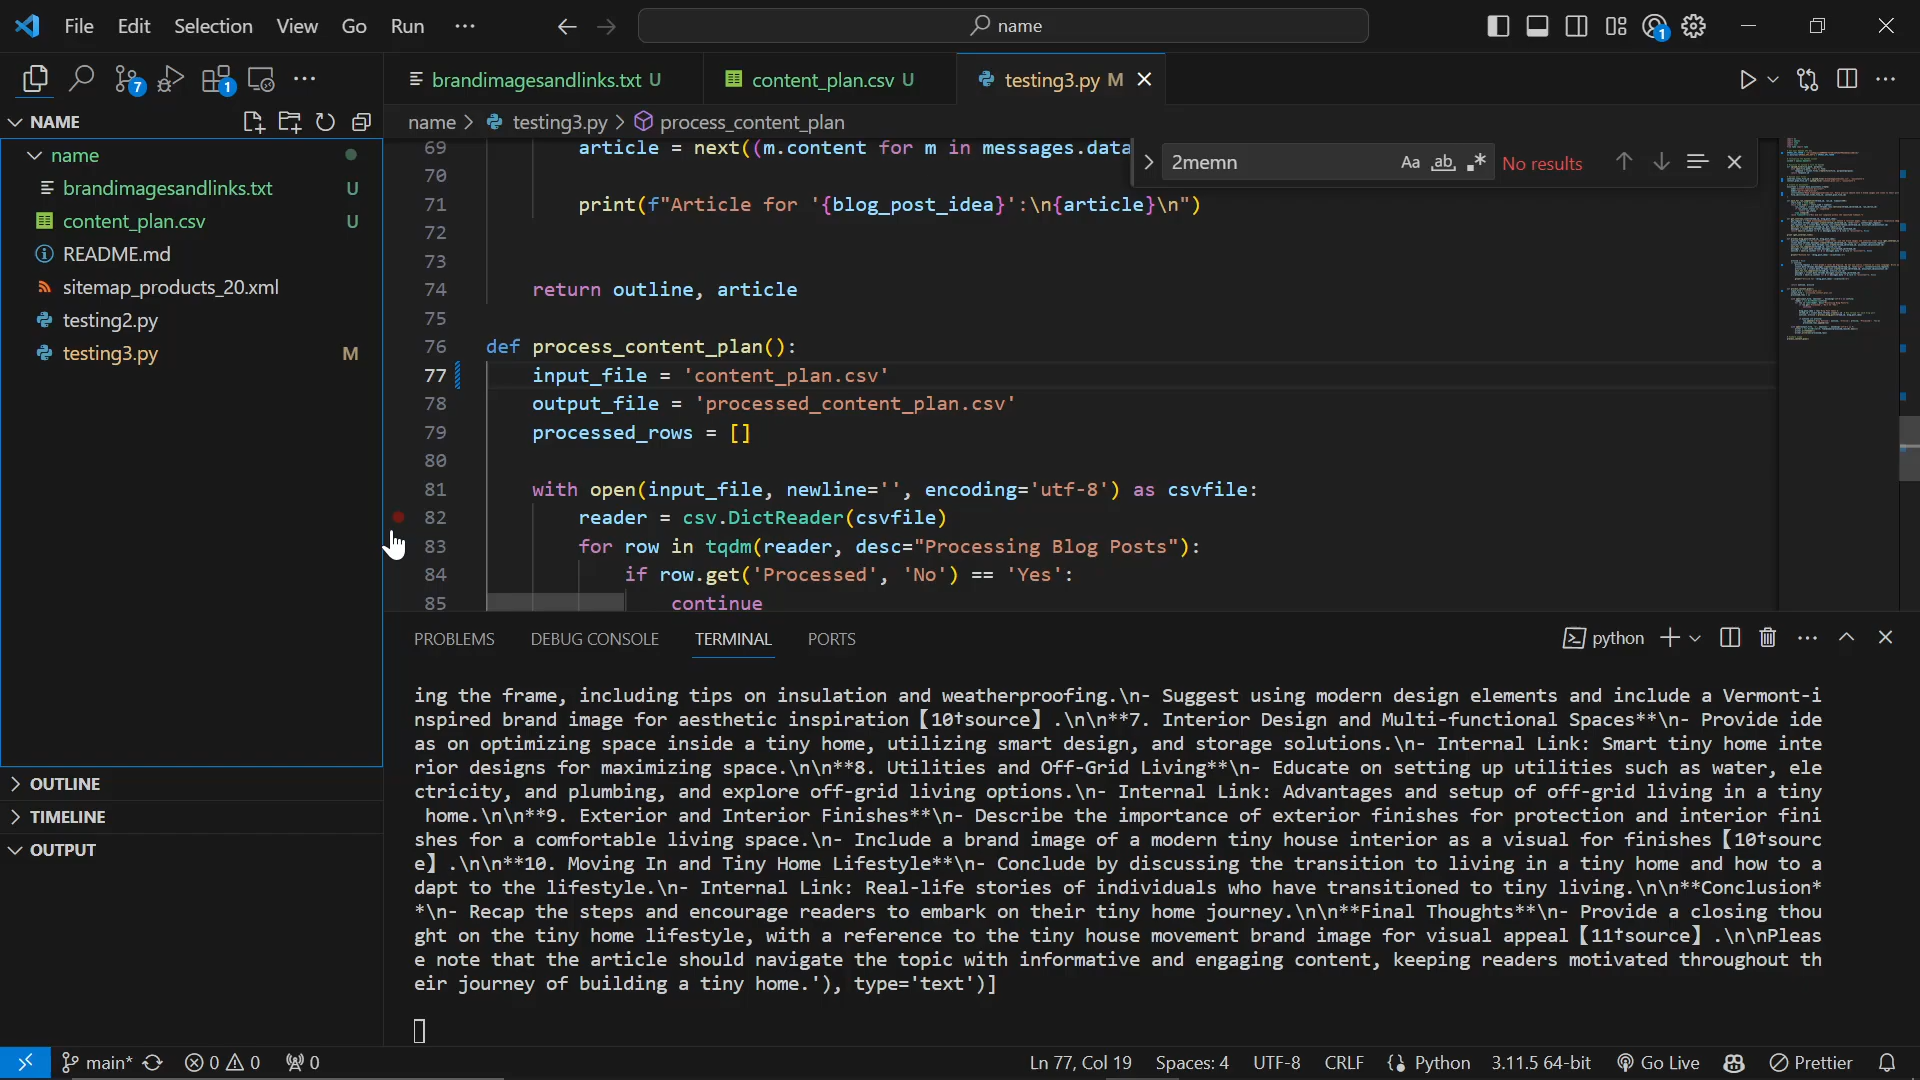 File Edit Selection View Go Run ··· name 1
7 1 ···
brandimagesandlinks.txt U content_plan.csv U testing3.py M
NAME
name > testing3.py > process_content_plan
name
brandimagesandlinks.txt U
content_plan.csv U
README.md
sitemap_products_20.xml
testing2.py
testing3.py M
OUTLINE
TIMELINE
OUTPUT
2memn Aa ab .* No results
69 article = next((m.content for m in messages.data
70
71 print(f"Article for '{blog_post_idea}':\n{article}\n")
72
73
74 return outline, article
75
76 def process_content_plan():
77 input_file = 'content_plan.csv'
78 output_file = 'processed_content_plan.csv'
79 processed_rows = []
80
81 with open(input_file, newline='', encoding='utf-8') as csvfile:
82 reader = csv.DictReader(csvfile)
83 for row in tqdm(reader, desc="Processing Blog Posts"):
84 if row.get('Processed', 'No') == 'Yes':
85 continue
PROBLEMS DEBUG CONSOLE TERMINAL PORTS python
ing the frame, including tips on insulation and weatherproofing.\n- Suggest using modern design elements and include a Vermont-i
nspired brand image for aesthetic inspiration【10†source】.\n\n**7. Interior Design and Multi-functional Spaces**\n- Provide ide
as on optimizing space inside a tiny home, utilizing smart design, and storage solutions.\n- Internal Link: Smart tiny home inte
rior designs for maximizing space.\n\n**8. Utilities and Off-Grid Living**\n- Educate on setting up utilities such as water, ele
ctricity, and plumbing, and explore off-grid living options.\n- Internal Link: Advantages and setup of off-grid living in a tiny
home.\n\n**9. Exterior and Interior Finishes**\n- Describe the importance of exterior finishes for protection and interior fini
shes for a comfortable living space.\n- Include a brand image of a modern tiny house interior as a visual for finishes【10†sourc
e】.\n\n**10. Moving In and Tiny Home Lifestyle**\n- Conclude by discussing the transition to living in a tiny home and how to a
dapt to the lifestyle.\n- Internal Link: Real-life stories of individuals who have transitioned to tiny living.\n\n**Conclusion*
*\n- Recap the steps and encourage readers to embark on their tiny home journey.\n\n**Final Thoughts**\n- Provide a closing thou
ght on the tiny home lifestyle, with a reference to the tiny house movement brand image for visual appeal【11†source】.\n\nPleas
e note that the article should navigate the topic with informative and engaging content, keeping readers motivated throughout th
eir journey of building a tiny home.'), type='text')]
main* 0 0 0 Ln 77, Col 19 Spaces: 4 UTF-8 CRLF Python 3.11.5 64-bit Go Live Prettier